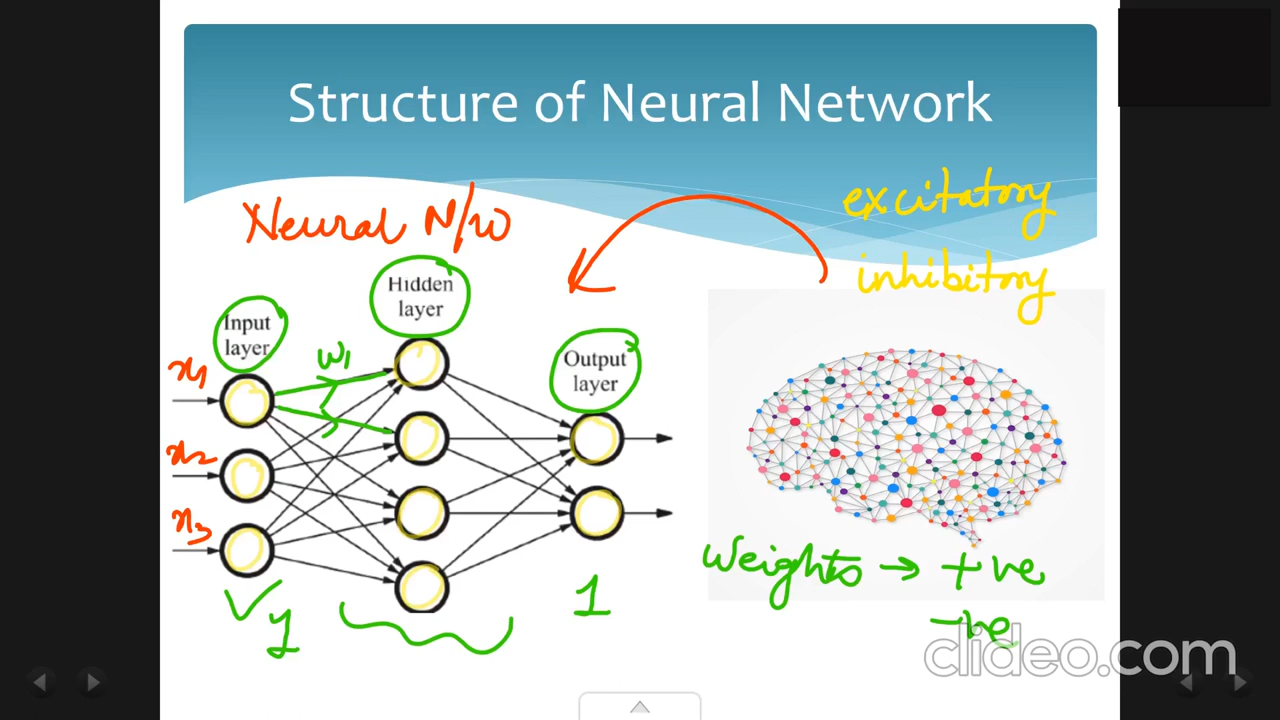 Structure of Neural Network
excitatory
Neural N/W
inhibitory
Hidden
layer
Input
layer
w1
Output
layer
x1
x2
x3
Weights → +ve
-ve
1
clideo.com